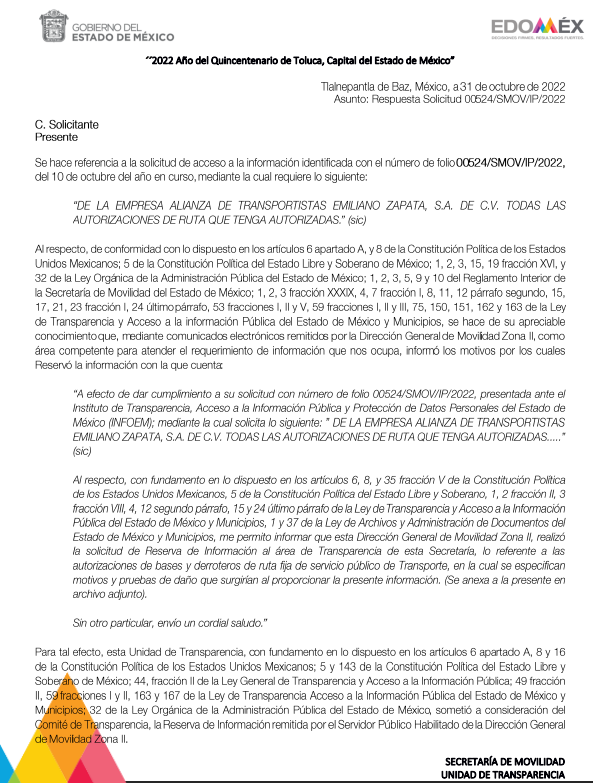 GOBIERNO DEL
ESTADO DE MÉXICO
EDOMÉX
DECISIONES FIRMES, RESULTADOS FUERTES.
´´2022 Año del Quincentenario de Toluca, Capital del Estado de México”
Tlalnepantla de Baz, México, a 31 de octubre de 2022
Asunto: Respuesta Solicitud 00524/SMOV/IP/2022
C. Solicitante
Presente
Se hace referencia a la solicitud de acceso a la información identificada con el número de folio 00524/SMOV/IP/2022,
del 10 de octubre del año en curso, mediante la cual requiere lo siguiente:
“DE LA EMPRESA ALIANZA DE TRANSPORTISTAS EMILIANO ZAPATA, S.A. DE C.V. TODAS LAS
AUTORIZACIONES DE RUTA QUE TENGA AUTORIZADAS.” (sic)
Al respecto, de conformidad con lo dispuesto en los artículos 6 apartado A, y 8 de la Constitución Política de los Estados
Unidos Mexicanos; 5 de la Constitución Política del Estado Libre y Soberano de México; 1, 2, 3, 15, 19 fracción XVI, y
32 de la Ley Orgánica de la Administración Pública del Estado de México; 1, 2, 3, 5, 9 y 10 del Reglamento Interior de
la Secretaría de Movilidad del Estado de México; 1, 2, 3 fracción XXXIX, 4, 7 fracción I, 8, 11, 12 párrafo segundo, 15,
17, 21, 23 fracción I, 24 último párrafo, 53 fracciones I, II y V, 59 fracciones I, II y III, 75, 150, 151, 162 y 163 de la Ley
de Transparencia y Acceso a la información Pública del Estado de México y Municipios, se hace de su apreciable
conocimiento que, mediante comunicados electrónicos remitidos por la Dirección General de Movilidad Zona II, como
área competente para atender el requerimiento de información que nos ocupa, informó los motivos por los cuales
Reservó la información con la que cuenta:
“A efecto de dar cumplimiento a su solicitud con número de folio 00524/SMOV/IP/2022, presentada ante el
Instituto de Transparencia, Acceso a la Información Pública y Protección de Datos Personales del Estado de
México (INFOEM); mediante la cual solicita lo siguiente: " DE LA EMPRESA ALIANZA DE TRANSPORTISTAS
EMILIANO ZAPATA, S.A. DE C.V. TODAS LAS AUTORIZACIONES DE RUTA QUE TENGA AUTORIZADAS.....”
(sic)
Al respecto, con fundamento en lo dispuesto en los artículos 6, 8, y 35 fracción V de la Constitución Política
de los Estados Unidos Mexicanos, 5 de la Constitución Política del Estado Libre y Soberano, 1, 2 fracción II, 3
fracción VIII, 4, 12 segundo párrafo, 15 y 24 último párrafo de la Ley de Transparencia y Acceso a la Información
Pública del Estado de México y Municipios, 1 y 37 de la Ley de Archivos y Administración de Documentos del
Estado de México y Municipios, me permito informar que esta Dirección General de Movilidad Zona II, realizó
la solicitud de Reserva de Información al área de Transparencia de esta Secretaría, lo referente a las
autorizaciones de bases y derroteros de ruta fija de servicio público de Transporte, en la cual se especifican
motivos y pruebas de daño que surgirían al proporcionar la presente información. (Se anexa a la presente en
archivo adjunto).
Sin otro particular, envío un cordial saludo.”
Para tal efecto, esta Unidad de Transparencia, con fundamento en lo dispuesto en los artículos 6 apartado A, 8 y 16
de la Constitución Política de los Estados Unidos Mexicanos; 5 y 143 de la Constitución Política del Estado Libre y
Soberano de México; 44, fracción II de la Ley General de Transparencia y Acceso a la Información Pública; 49 fracción
II, 59 fracciones I y II, 163 y 167 de la Ley de Transparencia Acceso a la Información Pública del Estado de México y
Municipios; 32 de la Ley Orgánica de la Administración Pública del Estado de México, sometió a consideración del
Comité de Transparencia, la Reserva de Información remitida por el Servidor Público Habilitado de la Dirección General
de Movilidad Zona II.
SECRETARÍA DE MOVILIDAD
UNIDAD DE TRANSPARENCIA